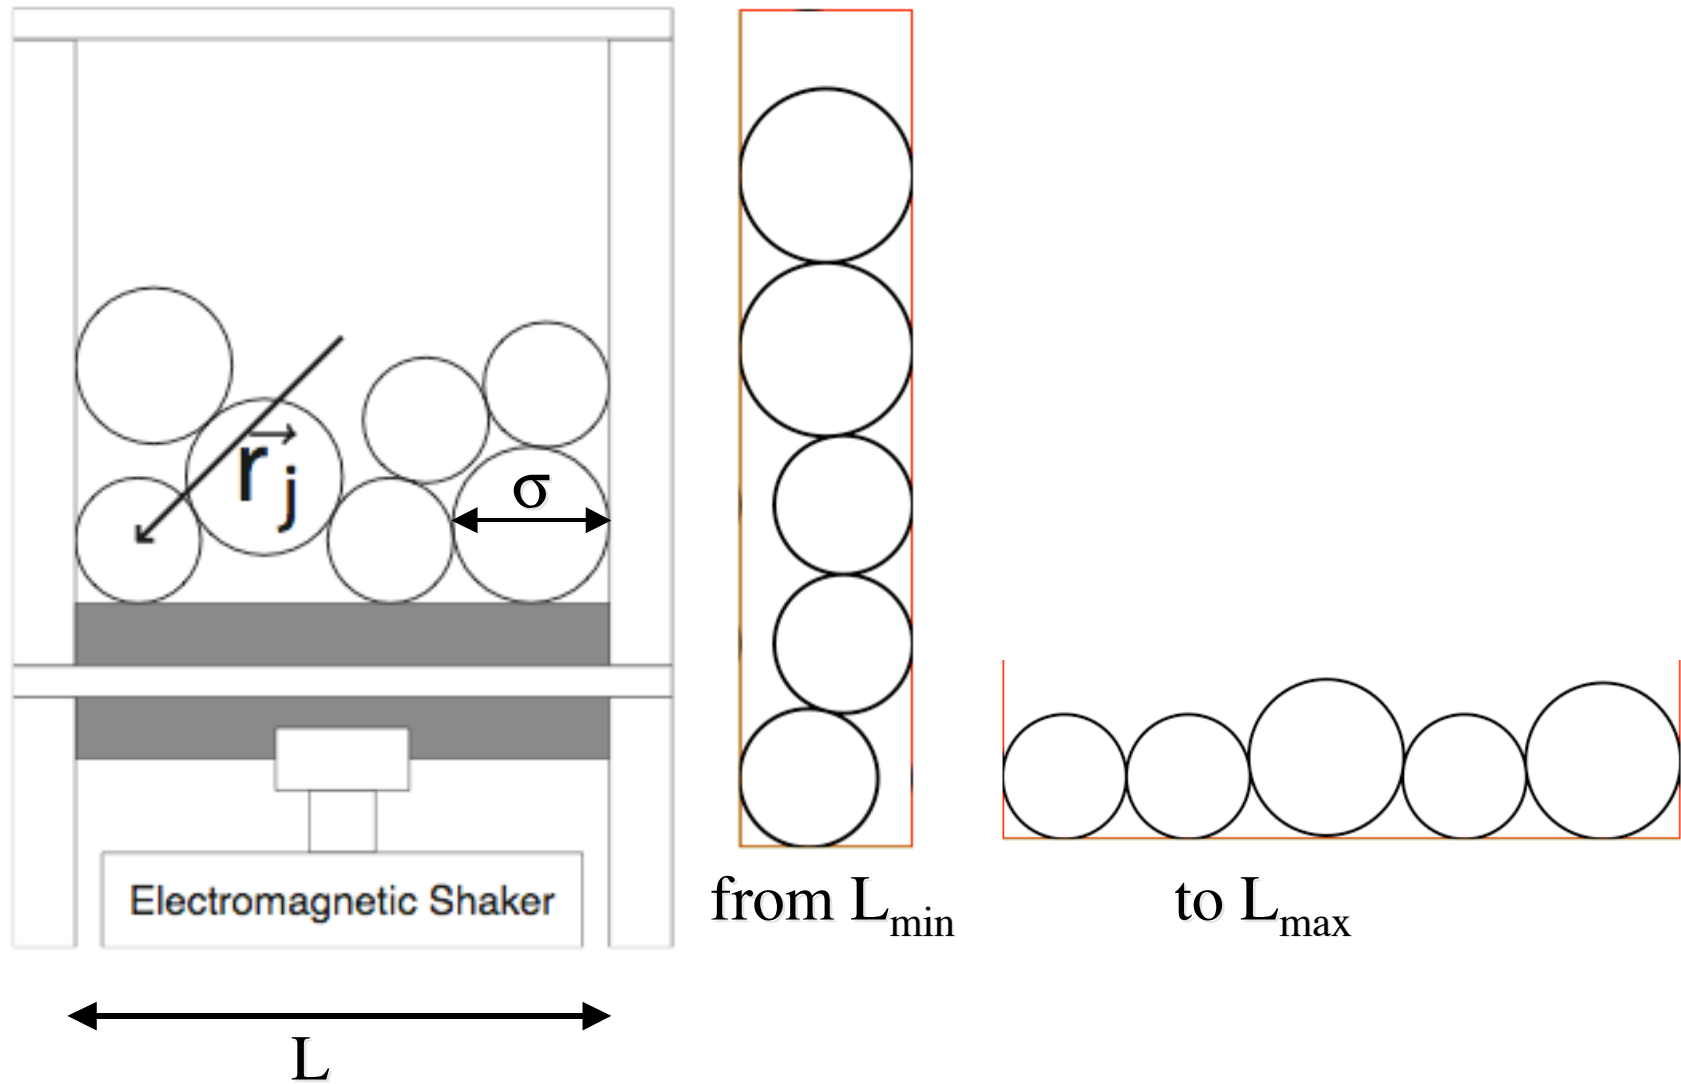 r⃗j
σ
Electromagnetic Shaker
L
from Lmin
to Lmax